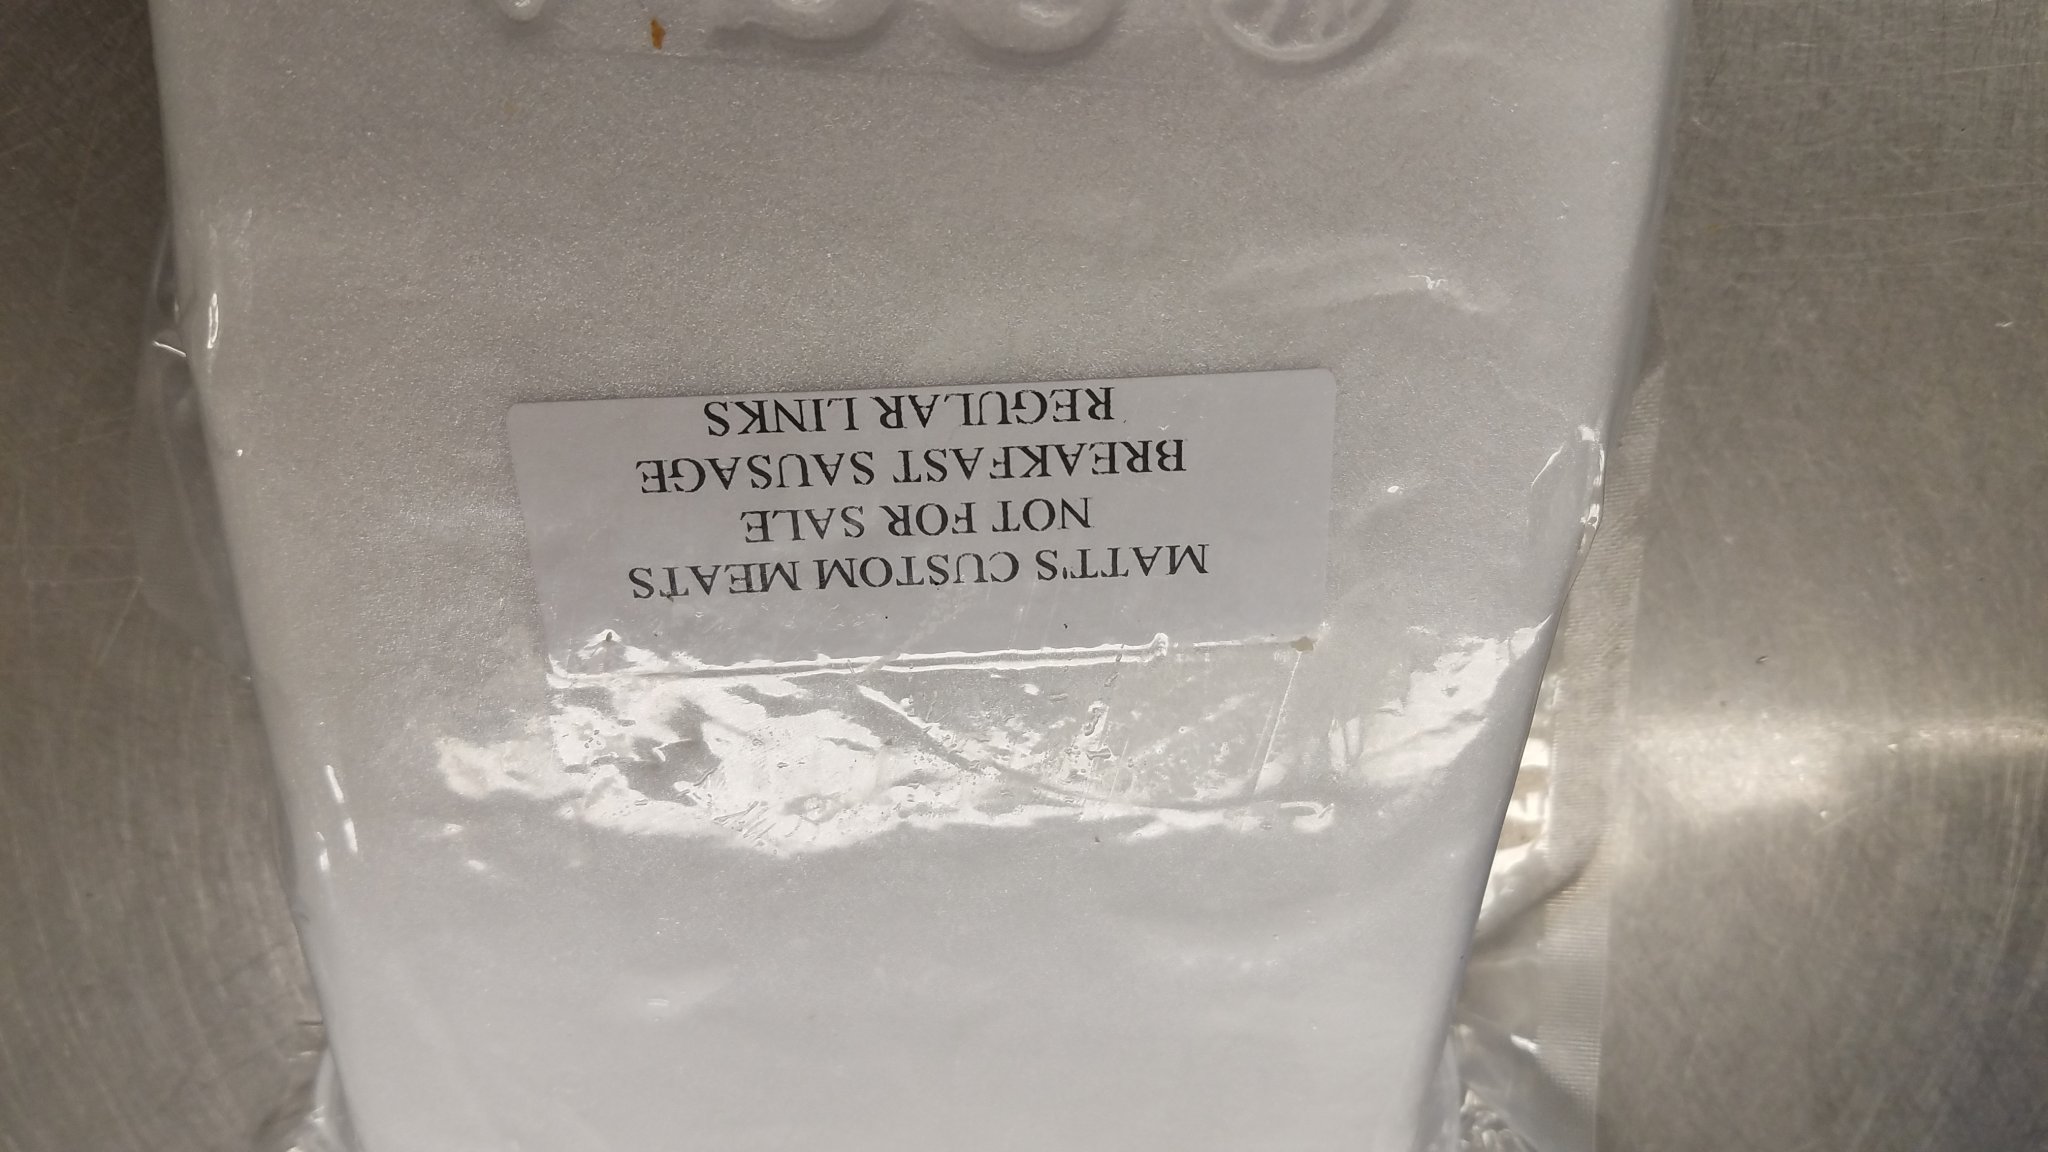 MATT'S CUSTOM MEATS
NOT FOR SALE
BREAKFAST SAUSAGE
REGULAR LINKS